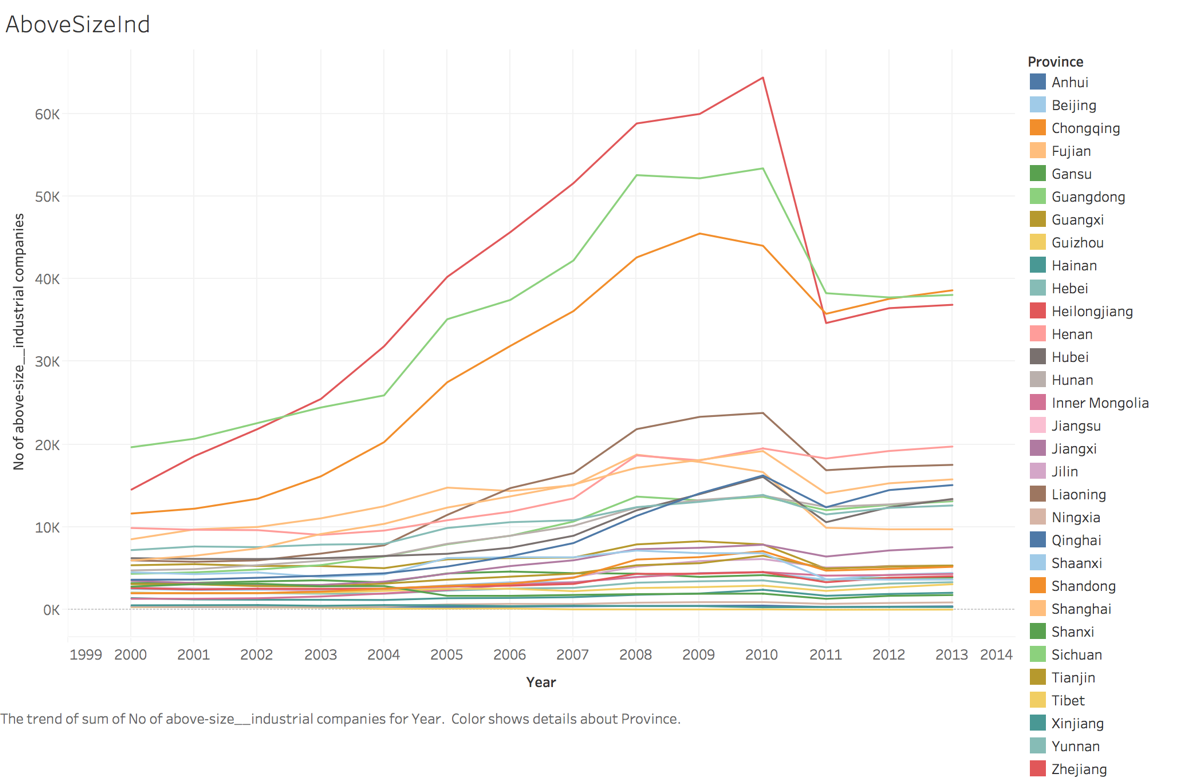 AboveSizeInd
No of above-size__industrial companies
60K
50K
40K
30K
20K
10K
0K
1999 2000 2001 2002 2003 2004 2005 2006 2007 2008 2009 2010 2011 2012 2013 2014
Year
The trend of sum of No of above-size__industrial companies for Year. Color shows details about Province.
Province
Anhui
Beijing
Chongqing
Fujian
Gansu
Guangdong
Guangxi
Guizhou
Hainan
Hebei
Heilongjiang
Henan
Hubei
Hunan
Inner Mongolia
Jiangsu
Jiangxi
Jilin
Liaoning
Ningxia
Qinghai
Shaanxi
Shandong
Shanghai
Shanxi
Sichuan
Tianjin
Tibet
Xinjiang
Yunnan
Zhejiang